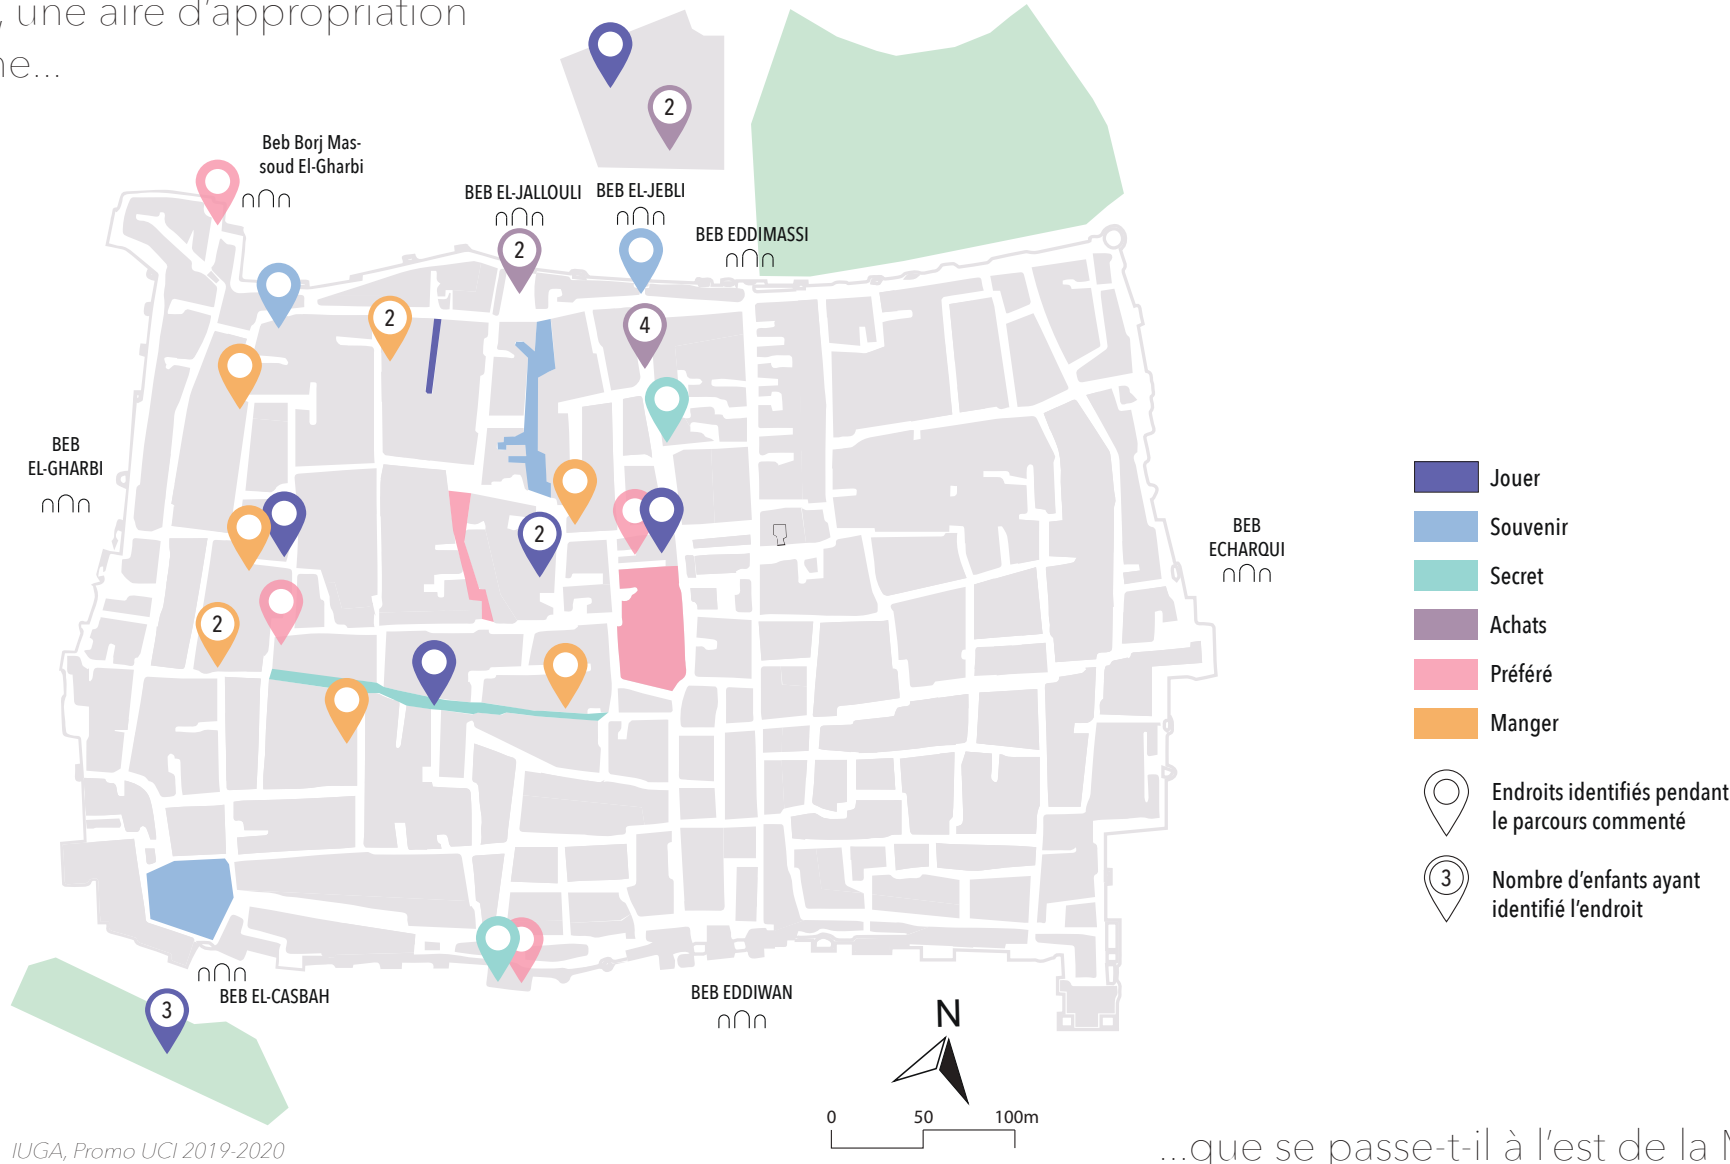 , une aire d'appropriation
ne...
2
Beb Borj Mas-
soud El-Gharbi
BEB EL-JALLOULI
BEB EL-JEBLI
BEB EDDIMASSI
2
2
4
BEB
EL-GHARBI
2
2
BEB
ECHARQUI
Jouer
Souvenir
Secret
Achats
Préféré
Manger
Endroits identifiés pendant
le parcours commenté
3
Nombre d'enfants ayant
identifié l'endroit
BEB EL-CASBAH
3
BEB EDDIWAN
N
0 50 100m
IUGA, Promo UCI 2019-2020
...que se passe-t-il à l'est de la M